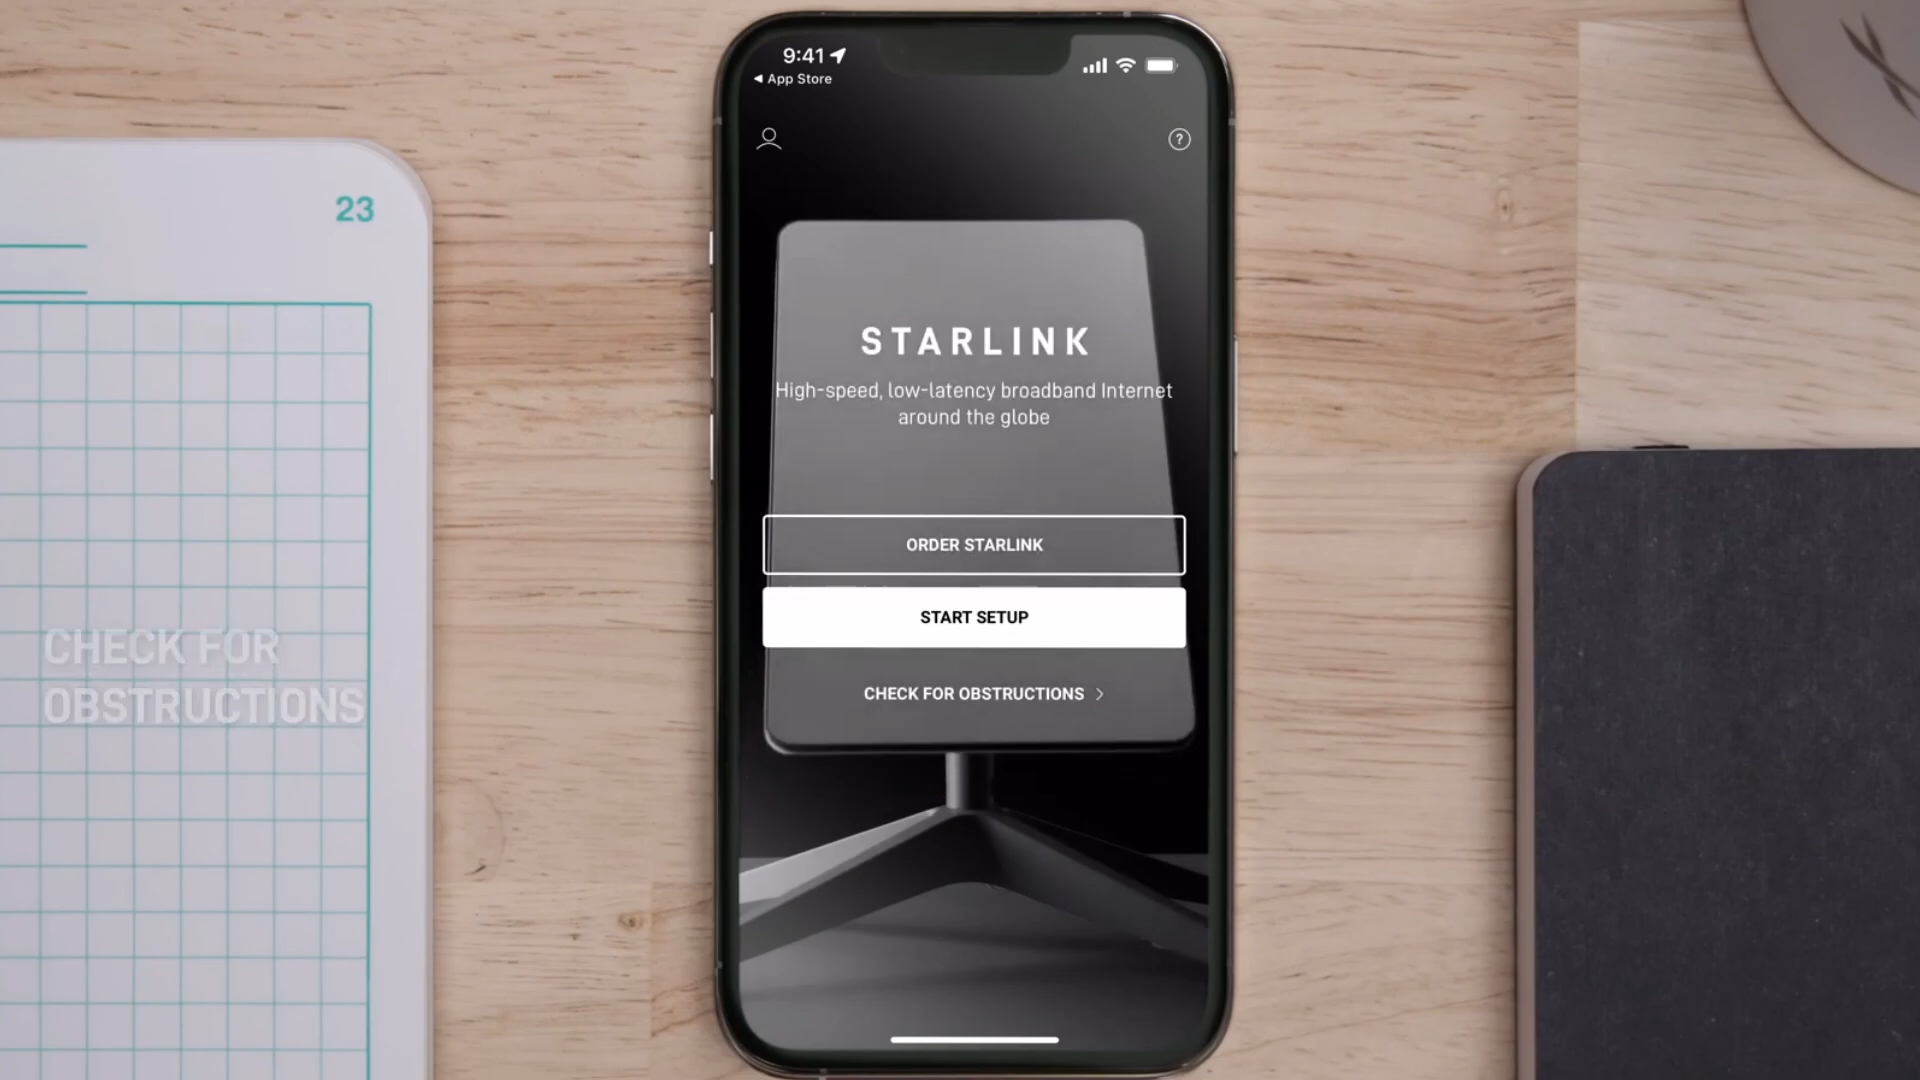 9:41
App Store
23
STARLINK
High-speed, low-latency broadband Internet
around the globe
ORDER STARLINK
START SETUP
CHECK FOR OBSTRUCTIONS
CHECK FOR
OBSTRUCTIONS